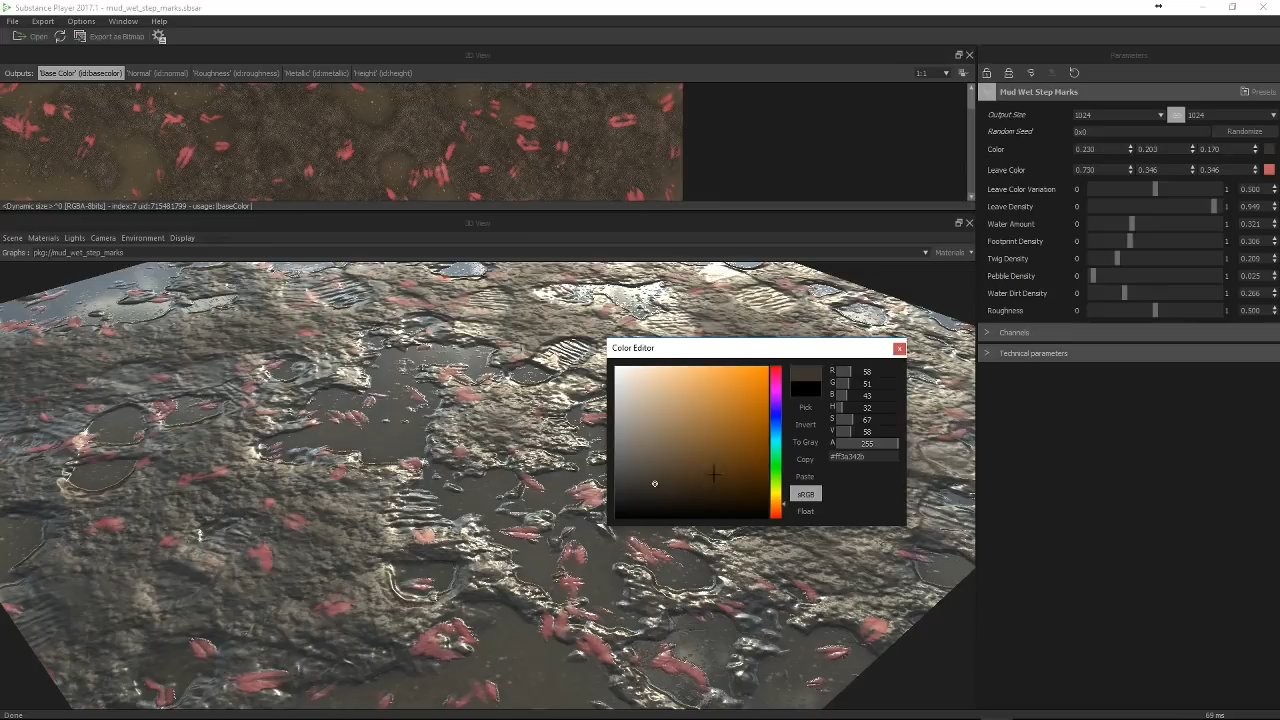 Substance Player 2017.1 - mud_wet_step_marks.sbsar
File Export Options Window Help
Open Export as Bitmap
2D View
Parameters
Outputs: 'Base Color' (id:basecolor) 'Normal' (id:normal) 'Roughness' (id:roughness) 'Metallic' (id:metallic) 'Height' (id:height) 1:1
Mud Wet Step Marks Presets
Output Size 1024 1024
Random Seed 0x0 Randomize
Color 0.230 0.203 0.170
Leave Color 0.730 0.346 0.346
Leave Color Variation 0 1 0.500
Leave Density 0 1 0.949
<Dynamic size>^0 [RGBA-8bits] - index:7 uid:715481799 - usage:[baseColor]
Water Amount 0 1 0.321
3D View
Scene Materials Lights Camera Environment Display
Footprint Density 0 1 0.306
Graphs : pkg://mud_wet_step_marks Materials
Twig Density 0 1 0.209
Pebble Density 0 1 0.025
Water Dirt Density 0 1 0.266
Roughness 0 1 0.500
Channels
Technical parameters
Color Editor
x
R 58
G 51
B 43
H 32
S 67
V 58
A 255
#ff3a342b
Pick
Invert
To Gray
Copy
Paste
sRGB
Float
Done 69 ms